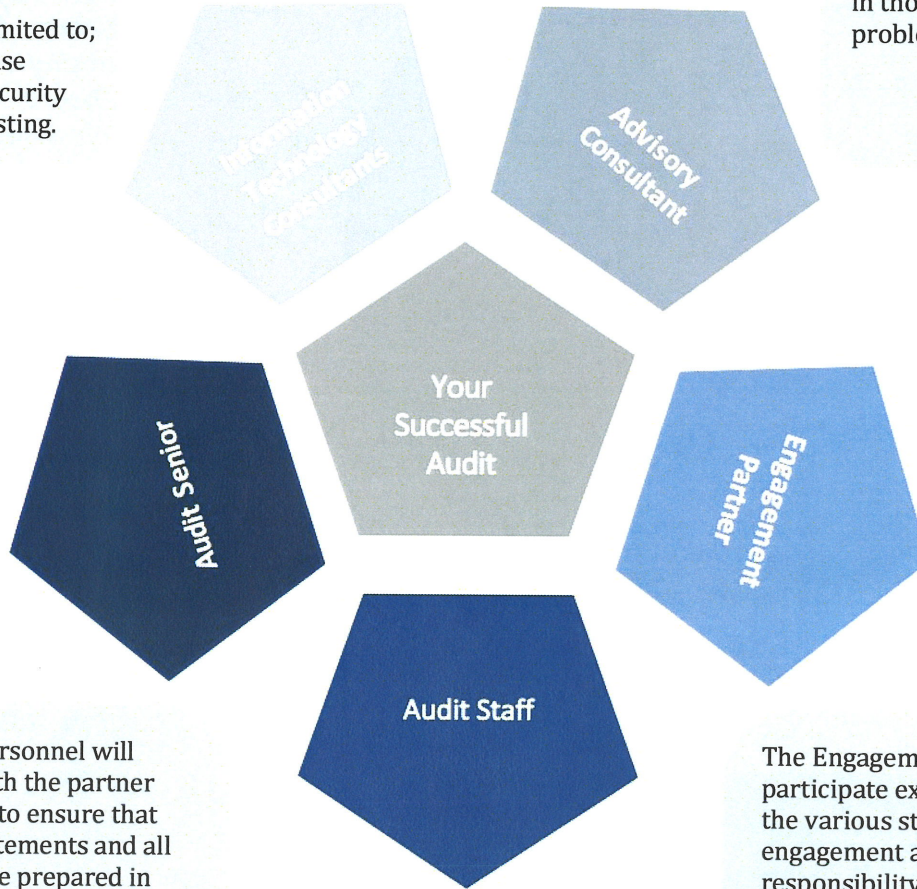 mited to;
se
curity
sting.
in tho
proble
Information
Technology
Consultants
Advisory
Consultant
Your
Successful
Audit
Audit Senior
Engagement
Partner
Audit Staff
rsonnel will
th the partner
to ensure that
tements and all
e prepared in
The Engagem
participate ex
the various st
engagement a
responsibility